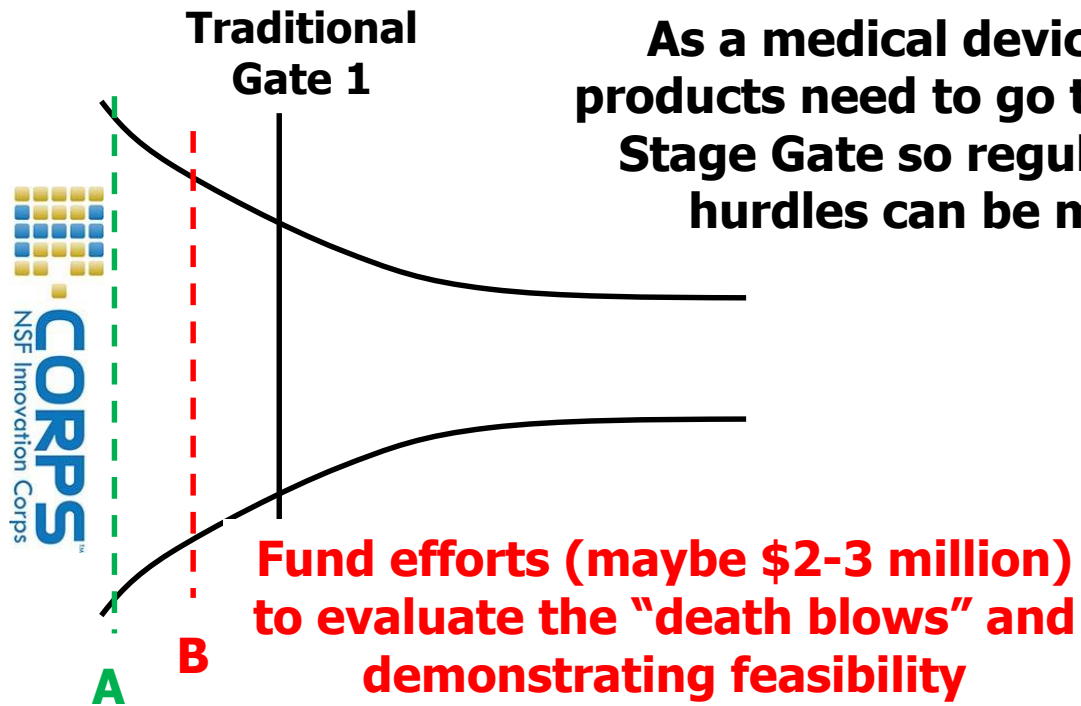 Traditional
Gate 1
As a medical devic
products need to go t
Stage Gate so regul
hurdles can be m
CORPS™
NSF Innovation Corps
Fund efforts (maybe $2-3 million)
to evaluate the “death blows” and
demonstrating feasibility
B
A